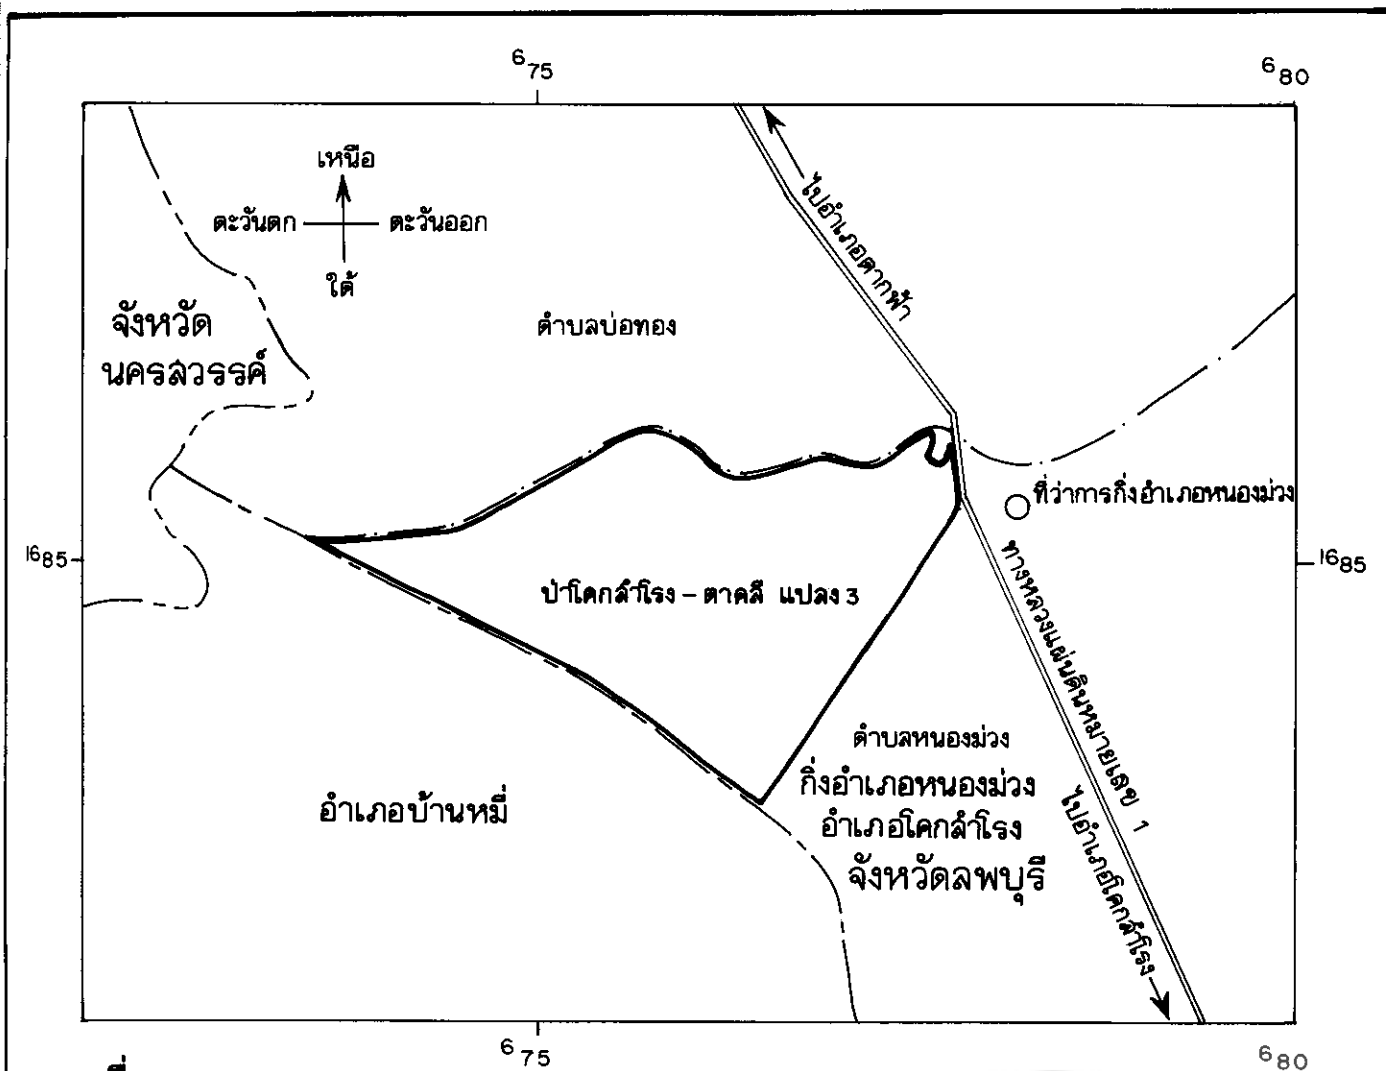 675
680
เหนือ
ตะวันตก
ตะวันออก
ใต้
ไปอำเภอตากฟ้า
จังหวัด
นครสวรรค์
ตำบลบ่อทอง
ที่ว่าการกิ่งอำเภอหนองม่วง
1685
1685
ป่าโคกสำโรง – ตาคลี แปลง 3
ทางหลวงแผ่นดินหมายเลข 1
ตำบลหนองม่วง
กิ่งอำเภอหนองม่วง
อำเภอบ้านหมี่
อำเภอโคกสำโรง
จังหวัดลพบุรี
ไปอำเภอโคกสำโรง
675
680